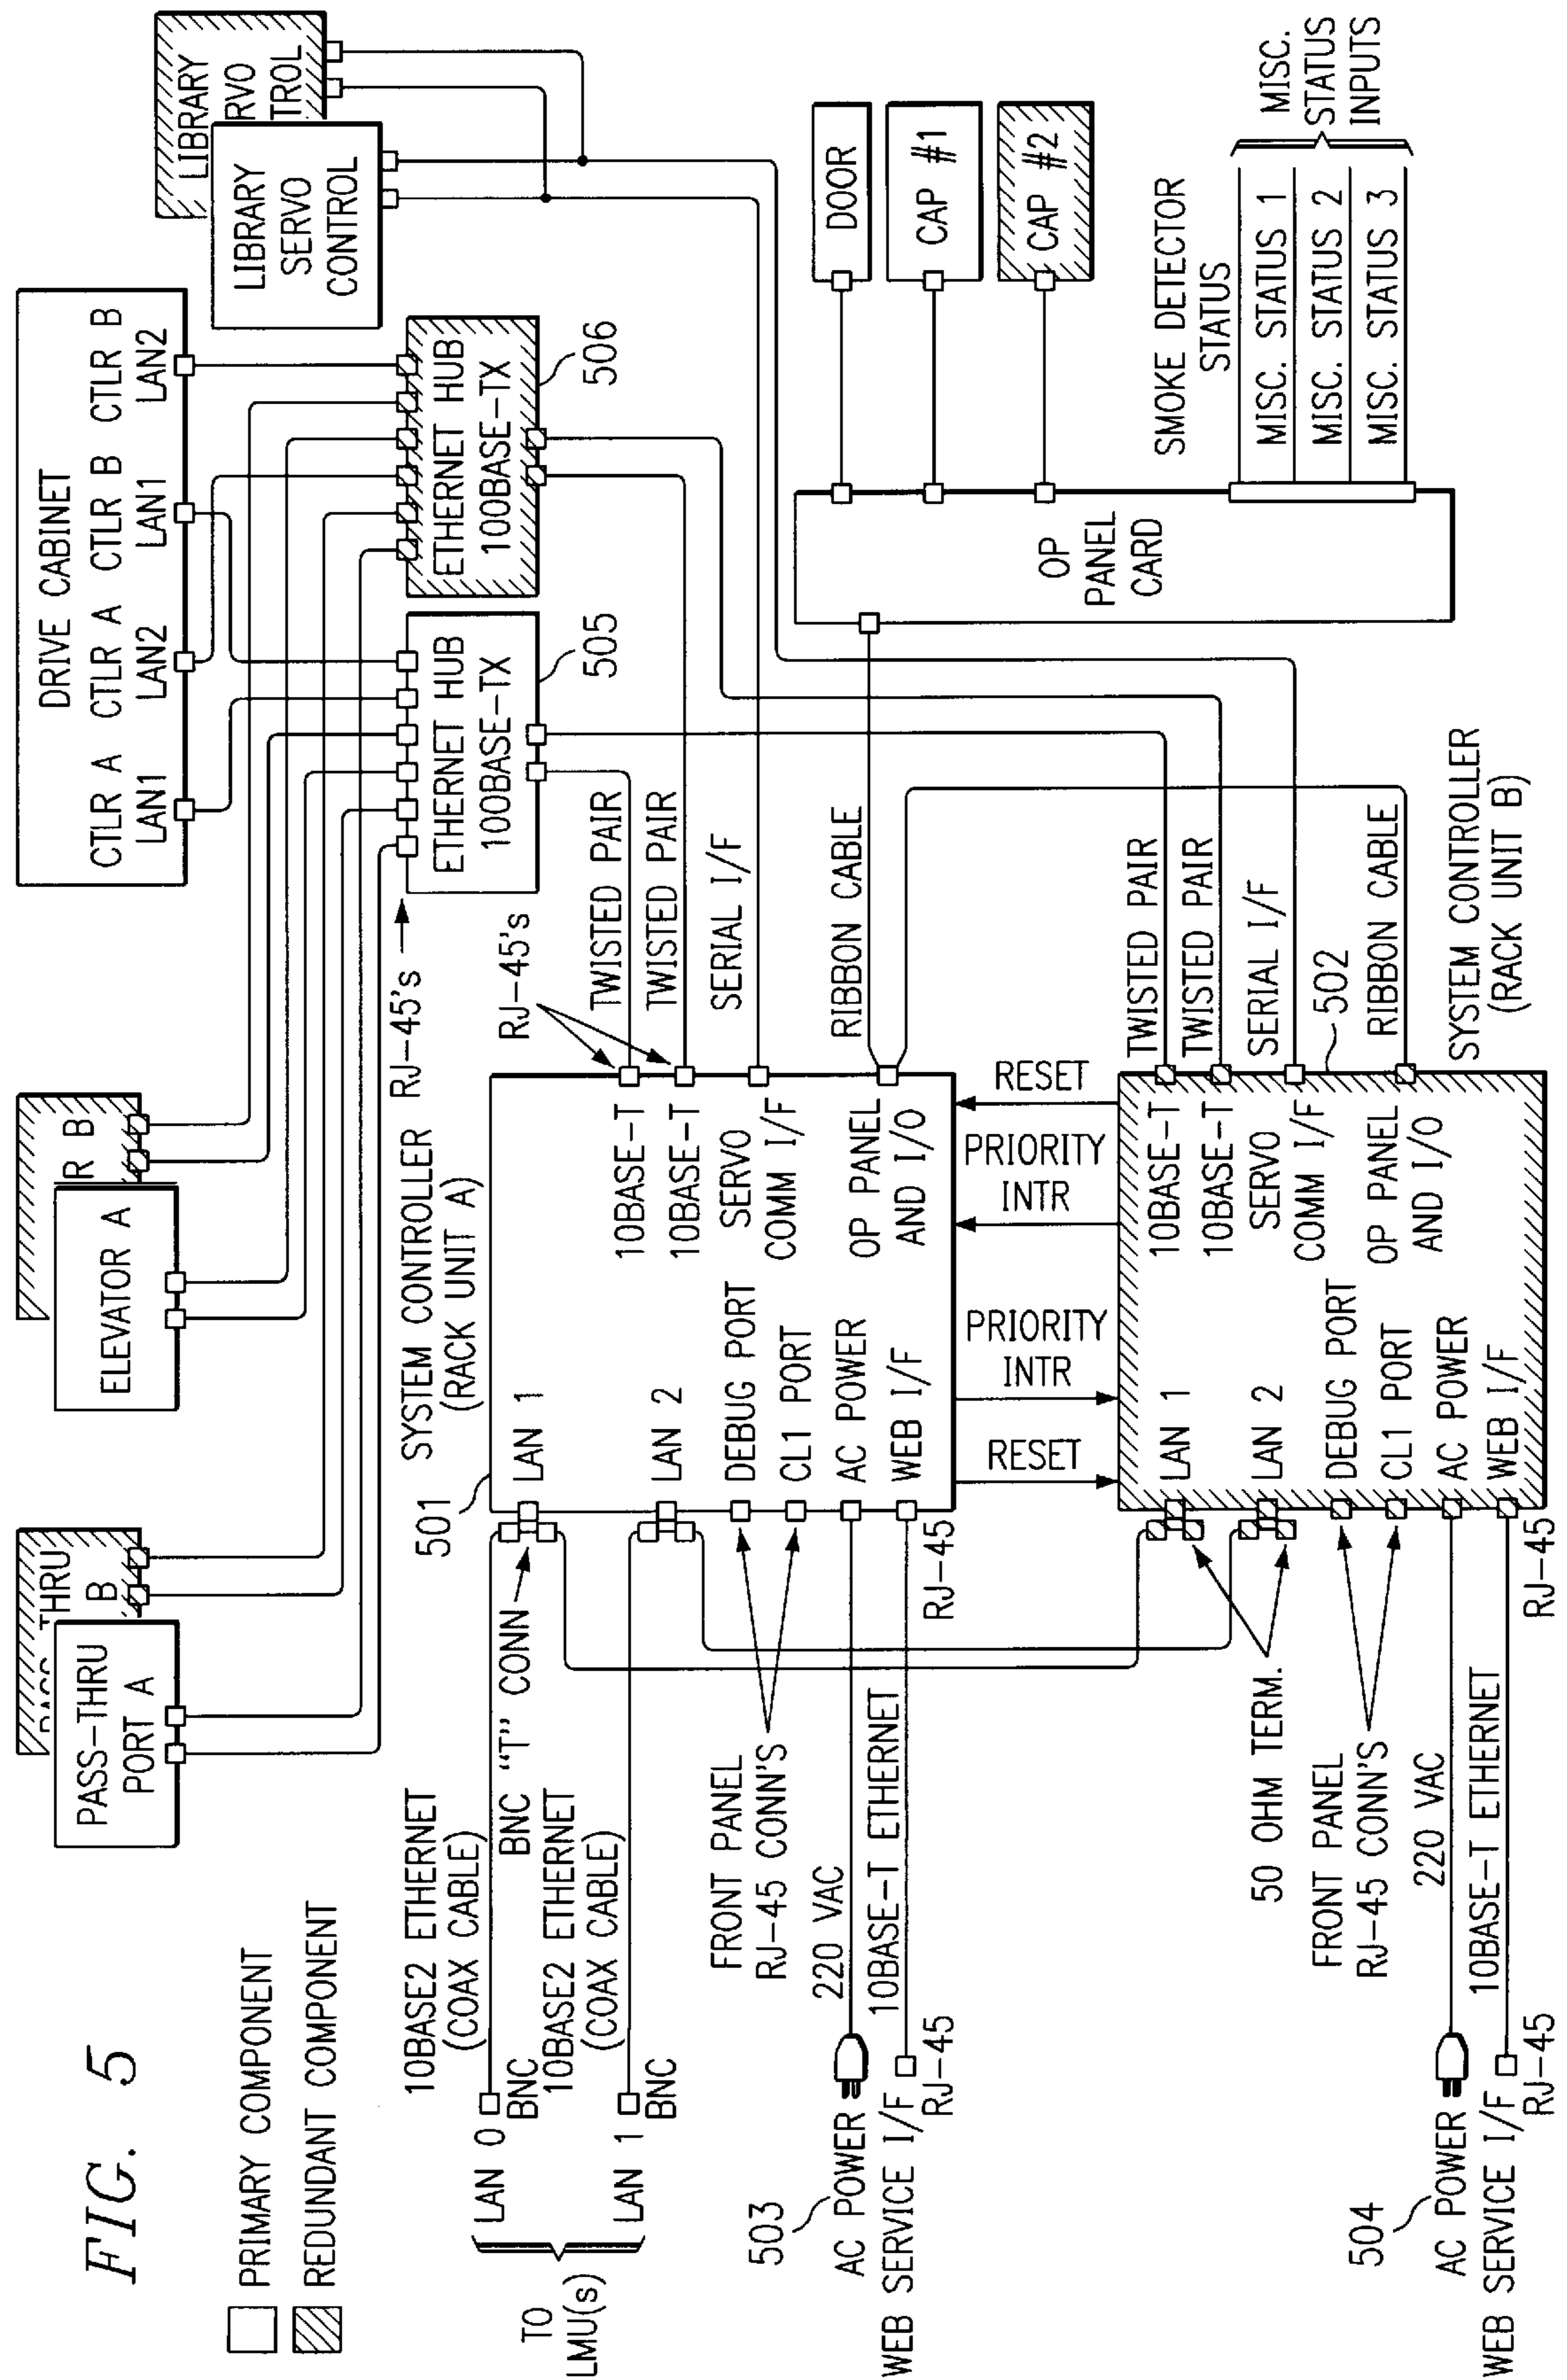 FIG. 5
PRIMARY COMPONENT
REDUNDANT COMPONENT
THRU
B
PASS-THRU
PORT A
R B
ELEVATOR A
DRIVE CABINET
CTLR A
LAN1
CTLR A
LAN2
CTLR B
LAN1
CTLR B
LAN2
LIBRARY
RVO
TROL
LIBRARY
SERVO
CONTROL
RJ-45's
ETHERNET HUB
100BASE-TX
505
ETHERNET HUB
100BASE-TX
506
TO
LMU(s)
LAN 0
BNC
10BASE2 ETHERNET
(COAX CABLE)
BNC "T" CONN
LAN 1
BNC
10BASE2 ETHERNET
(COAX CABLE)
501
SYSTEM CONTROLLER
(RACK UNIT A)
LAN 1
LAN 2
DEBUG PORT
CL1 PORT
AC POWER
WEB I/F
10BASE-T
10BASE-T
SERVO
COMM I/F
OP PANEL
AND I/O
RJ-45's
TWISTED PAIR
TWISTED PAIR
SERIAL I/F
RIBBON CABLE
FRONT PANEL
RJ-45 CONN'S
503
AC POWER
220 VAC
WEB SERVICE I/F
RJ-45
10BASE-T ETHERNET
RJ-45
RESET
PRIORITY
INTR
PRIORITY
INTR
RESET
OP
PANEL
CARD
DOOR
CAP #1
CAP #2
SMOKE DETECTOR
STATUS
MISC. STATUS 1
MISC. STATUS 2
MISC. STATUS 3
MISC.
STATUS
INPUTS
LAN 1
LAN 2
DEBUG PORT
CL1 PORT
AC POWER
WEB I/F
10BASE-T
10BASE-T
SERVO
COMM I/F
OP PANEL
AND I/O
TWISTED PAIR
TWISTED PAIR
SERIAL I/F
502
RIBBON CABLE
SYSTEM CONTROLLER
(RACK UNIT B)
50 OHM TERM.
FRONT PANEL
RJ-45 CONN'S
504
AC POWER
220 VAC
WEB SERVICE I/F
RJ-45
10BASE-T ETHERNET
RJ-45